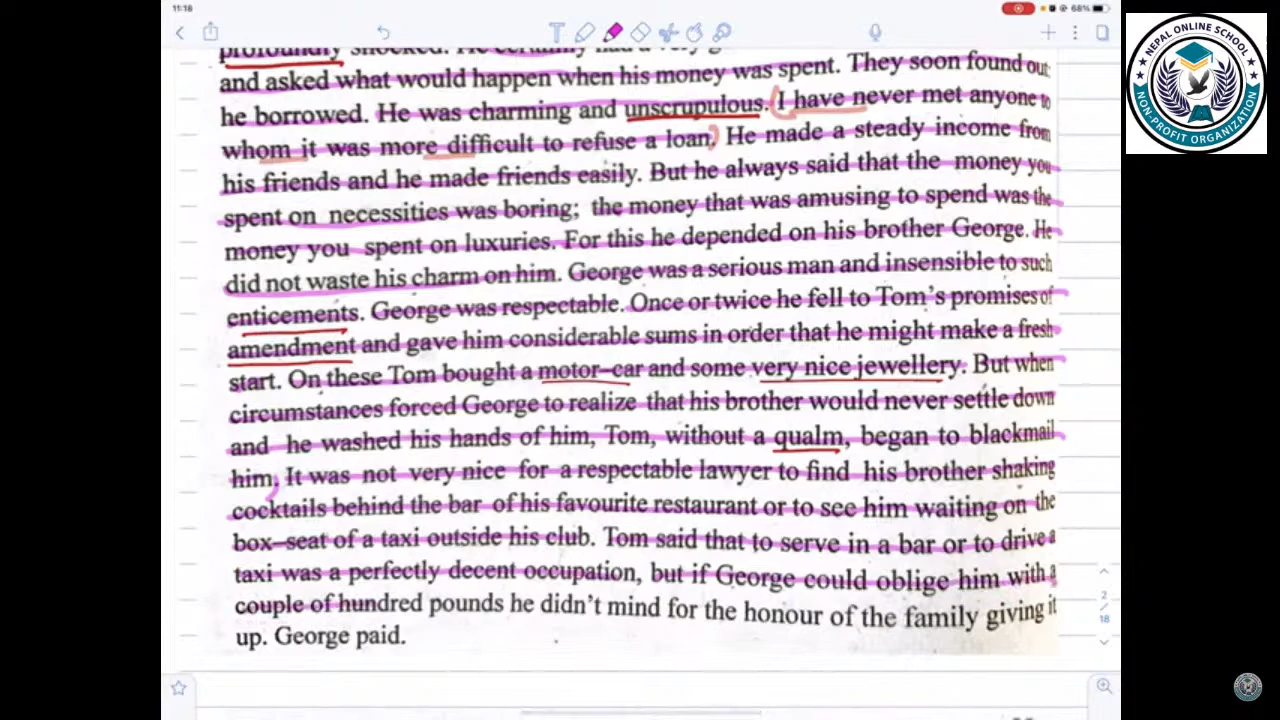 11:18
68%
NEPAL ONLINE SCHOOL
NON-PROFIT ORGANIZATION
profoundly shocked. He certainly had a very g
and asked what would happen when his money was spent. They soon found out:
he borrowed. He was charming and unscrupulous. I have never met anyone to
whom it was more difficult to refuse a loan. He made a steady income from
his friends and he made friends easily. But he always said that the money you
spent on necessities was boring; the money that was amusing to spend was the
money you spent on luxuries. For this he depended on his brother George. He
did not waste his charm on him. George was a serious man and insensible to such
enticements. George was respectable. Once or twice he fell to Tom's promises of
amendment and gave him considerable sums in order that he might make a fresh
start. On these Tom bought a motor-car and some very nice jewellery. But when
circumstances forced George to realize that his brother would never settle down
and he washed his hands of him, Tom, without a qualm, began to blackmail
him. It was not very nice for a respectable lawyer to find his brother shaking
cocktails behind the bar of his favourite restaurant or to see him waiting on the
box-seat of a taxi outside his club. Tom said that to serve in a bar or to drive a
taxi was a perfectly decent occupation, but if George could oblige him with a
couple of hundred pounds he didn't mind for the honour of the family giving it
up. George paid.
2
/
18